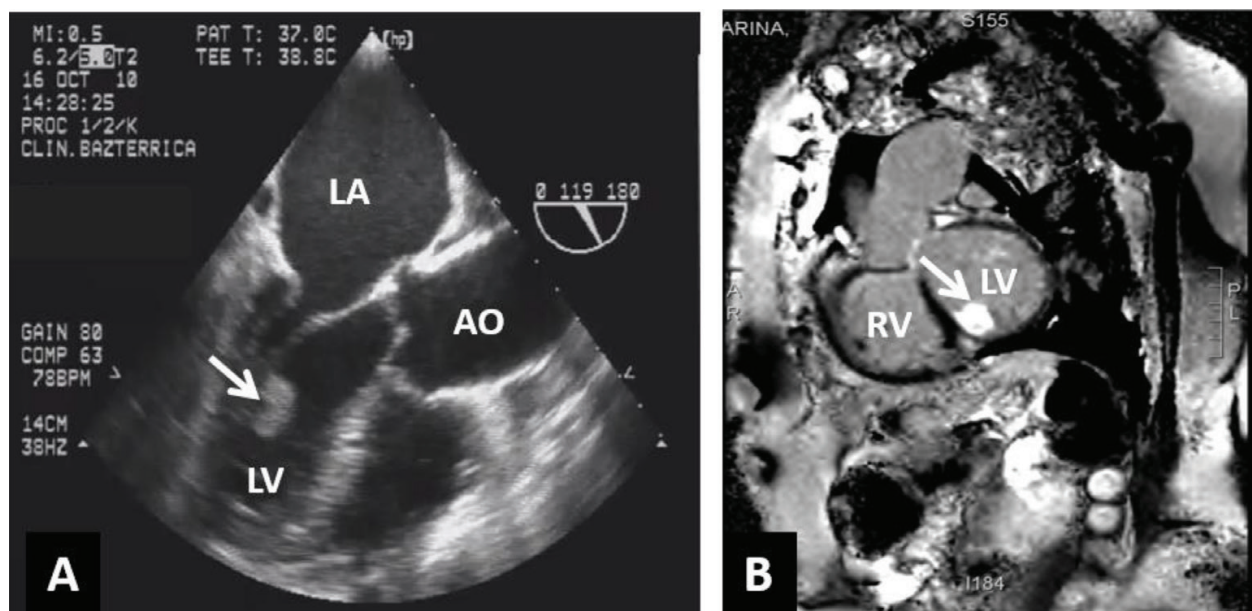 MI:0.5
6.2/5.0T2
16 OCT 10
14:28:25
PROC 1/2/K
CLIN.BAZTERRICA
PAT T: 37.0C
TEE T: 38.8C
[hp]
0 119 180
LA
AO
GAIN 80
COMP 63
78BPM
14CM
38HZ
LV
A
ARINA,
S155
A
R
P
L
LV
RV
I184
B